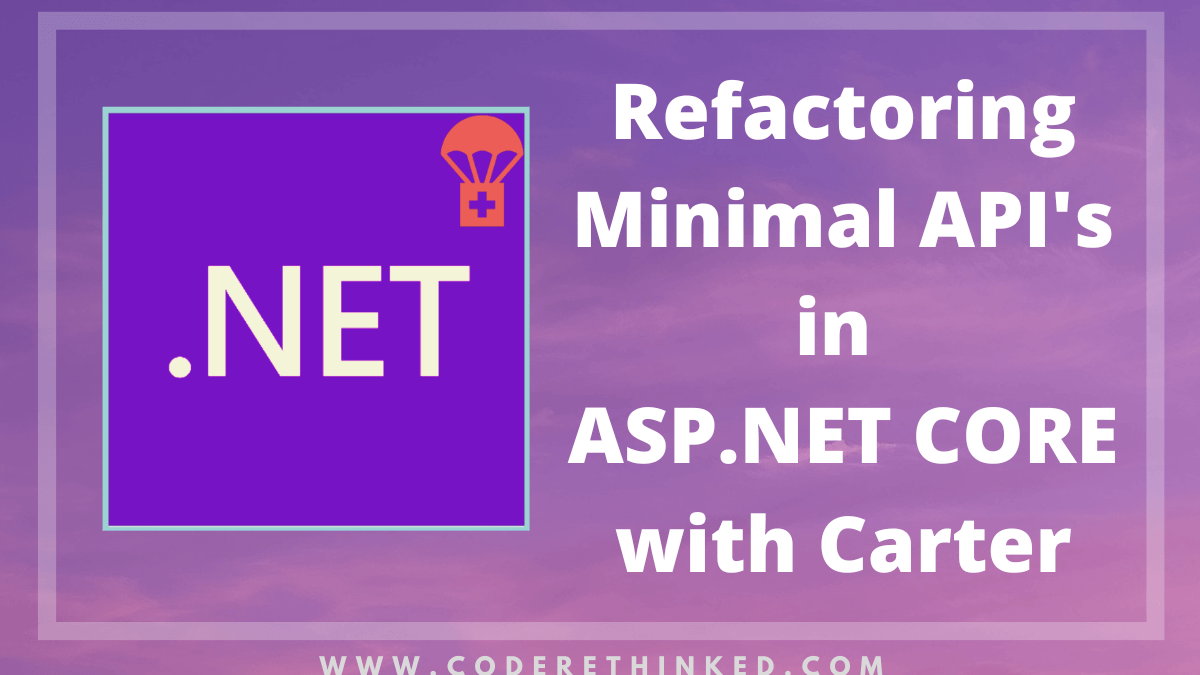 .NET
Refactoring
Minimal API's
in
ASP.NET CORE
with Carter
WWW.CODERETHINKED.COM